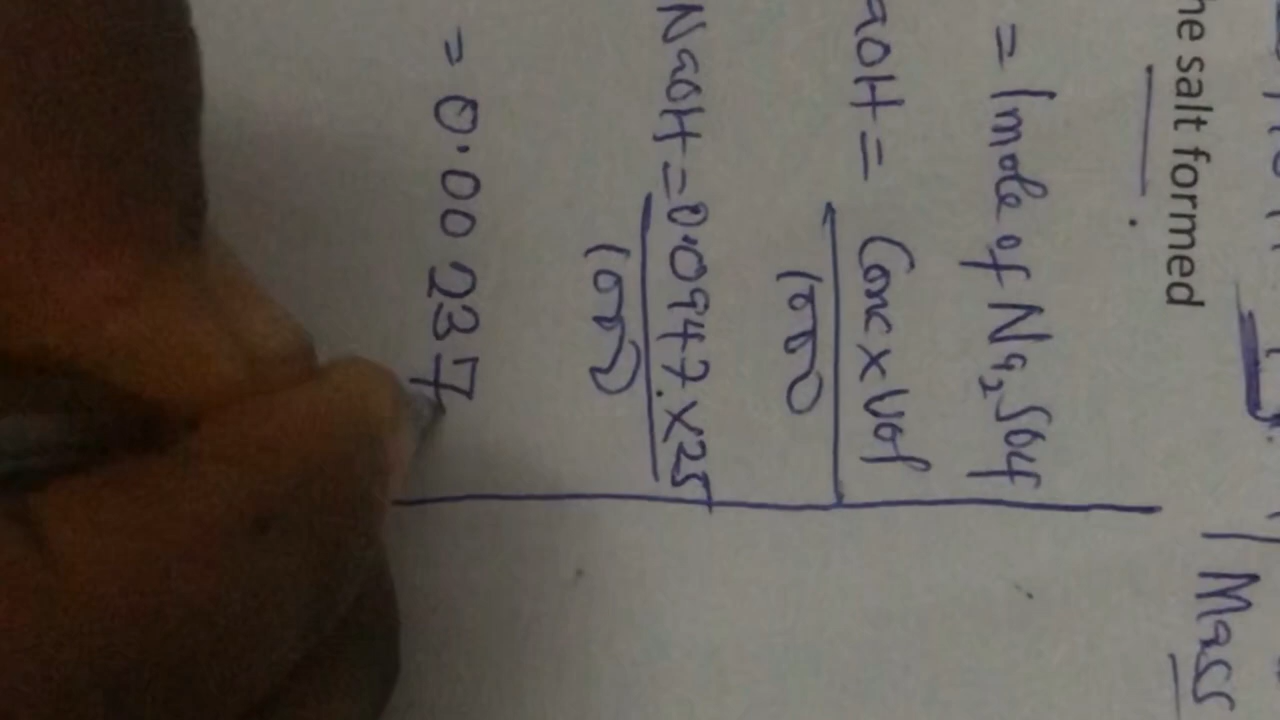 he salt formed
= 1 mole of Na2SO4
aOH = Conc x Vol
1000
NaOH = 0.0947 x 25
1000
= 0.00237
Mass